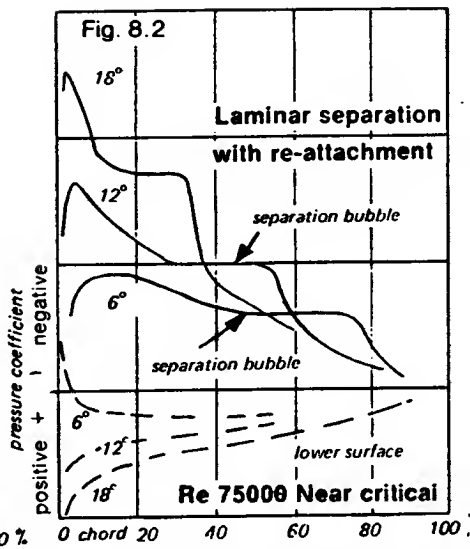 Fig. 8.2
18°
Laminar separation
with re-attachment
12°
separation bubble
6°
separation bubble
pressure coefficient
positive + - negative
6°
12°
lower surface
18°
Re 75000 Near critical
0% 0 chord 20 40 60 80 100